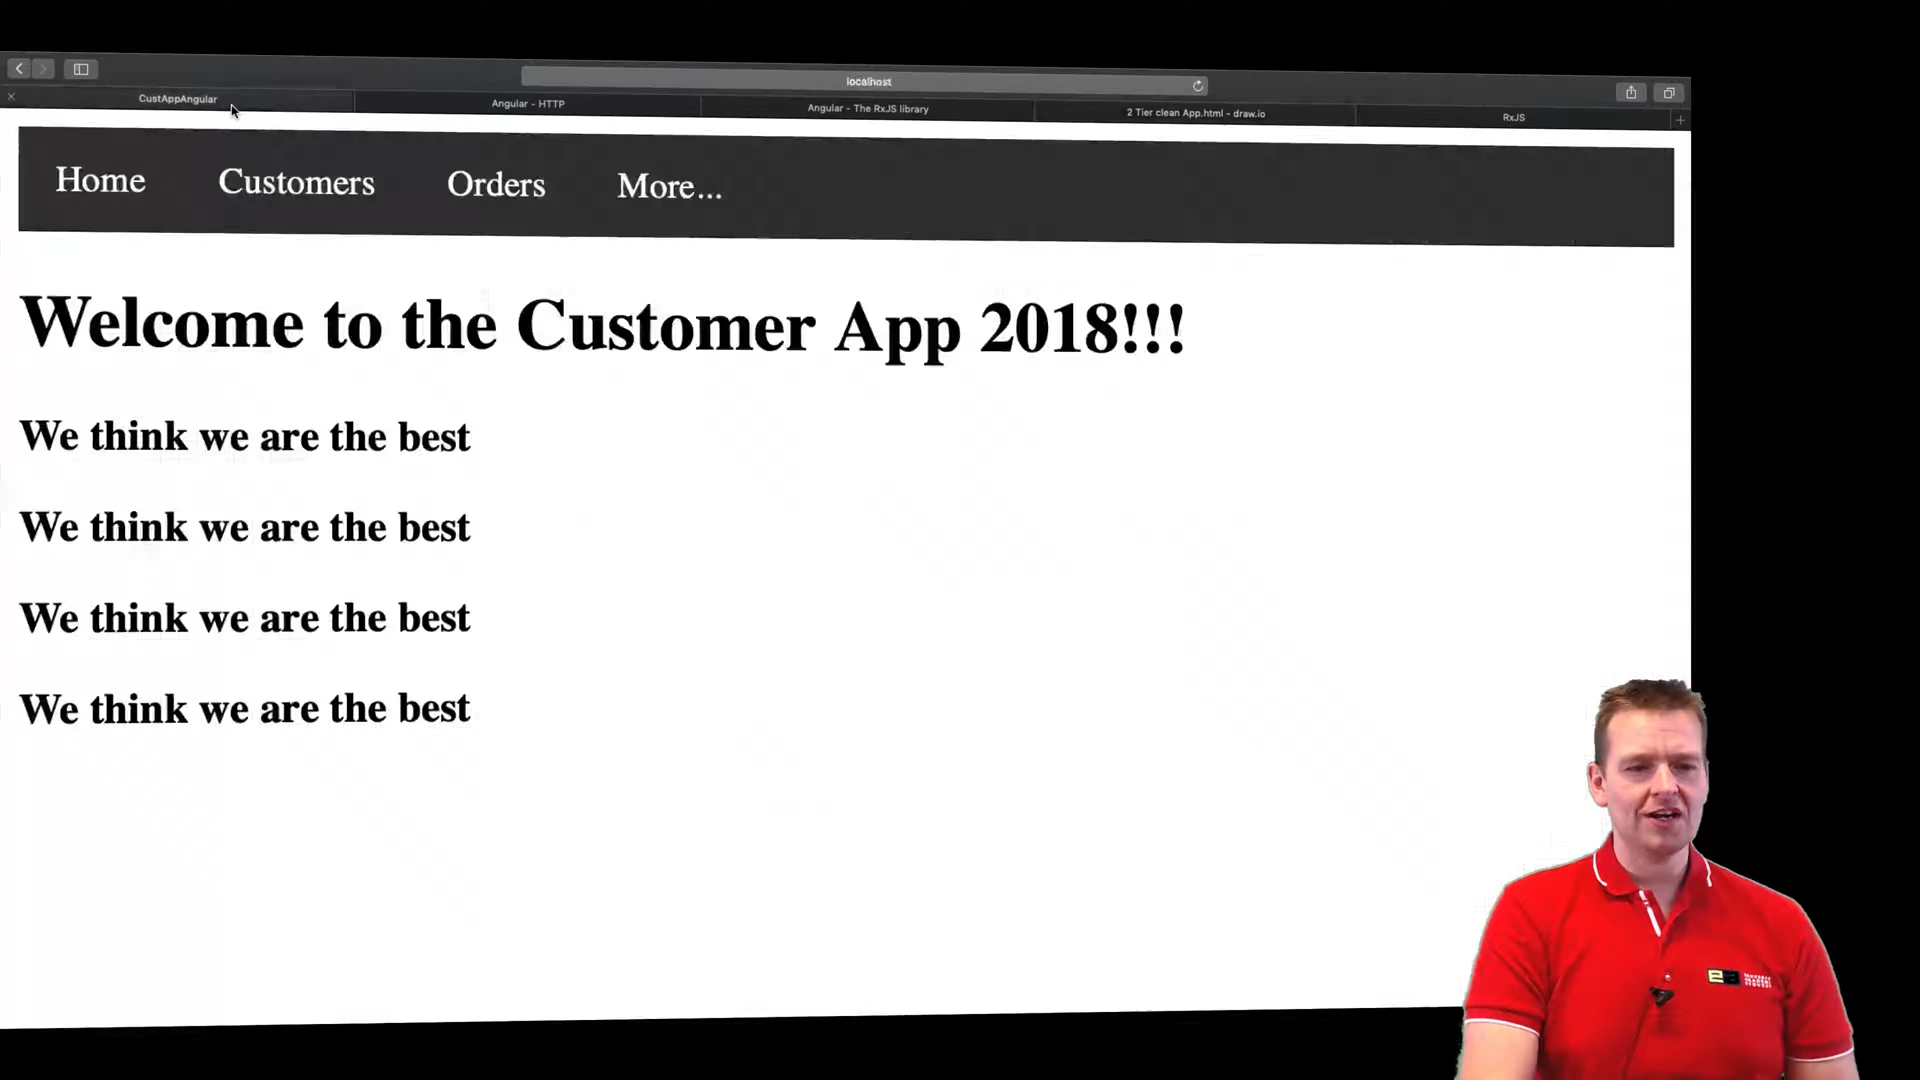 localhost
CustAppAngular
Angular - HTTP
Angular - The RxJS library
2 Tier clean App.html - draw.io
RxJS
Home
Customers
Orders
More...
Welcome to the Customer App 2018!!!
We think we are the best
We think we are the best
We think we are the best
We think we are the best